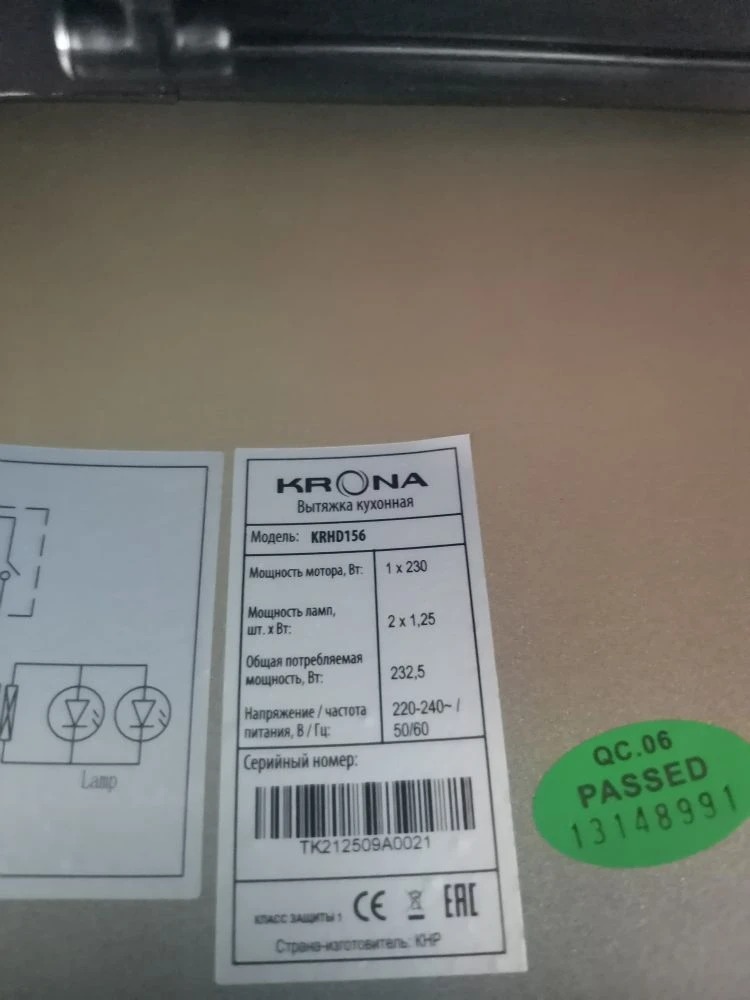 KRONA
Вытяжка кухонная
Модель: KRHD156
Мощность мотора, Вт: 1 x 230
Мощность ламп,
шт. x Вт: 2 x 1,25
Общая потребляемая
мощность, Вт: 232,5
Напряжение / частота 220-240~ /
питания, В / Гц: 50/60
Серийный номер:
TK212509A0021
КЛАСС ЗАЩИТЫ 1 CE EAC
Страна-изготовитель: КНР
Lamp
QC.06
PASSED
13148991